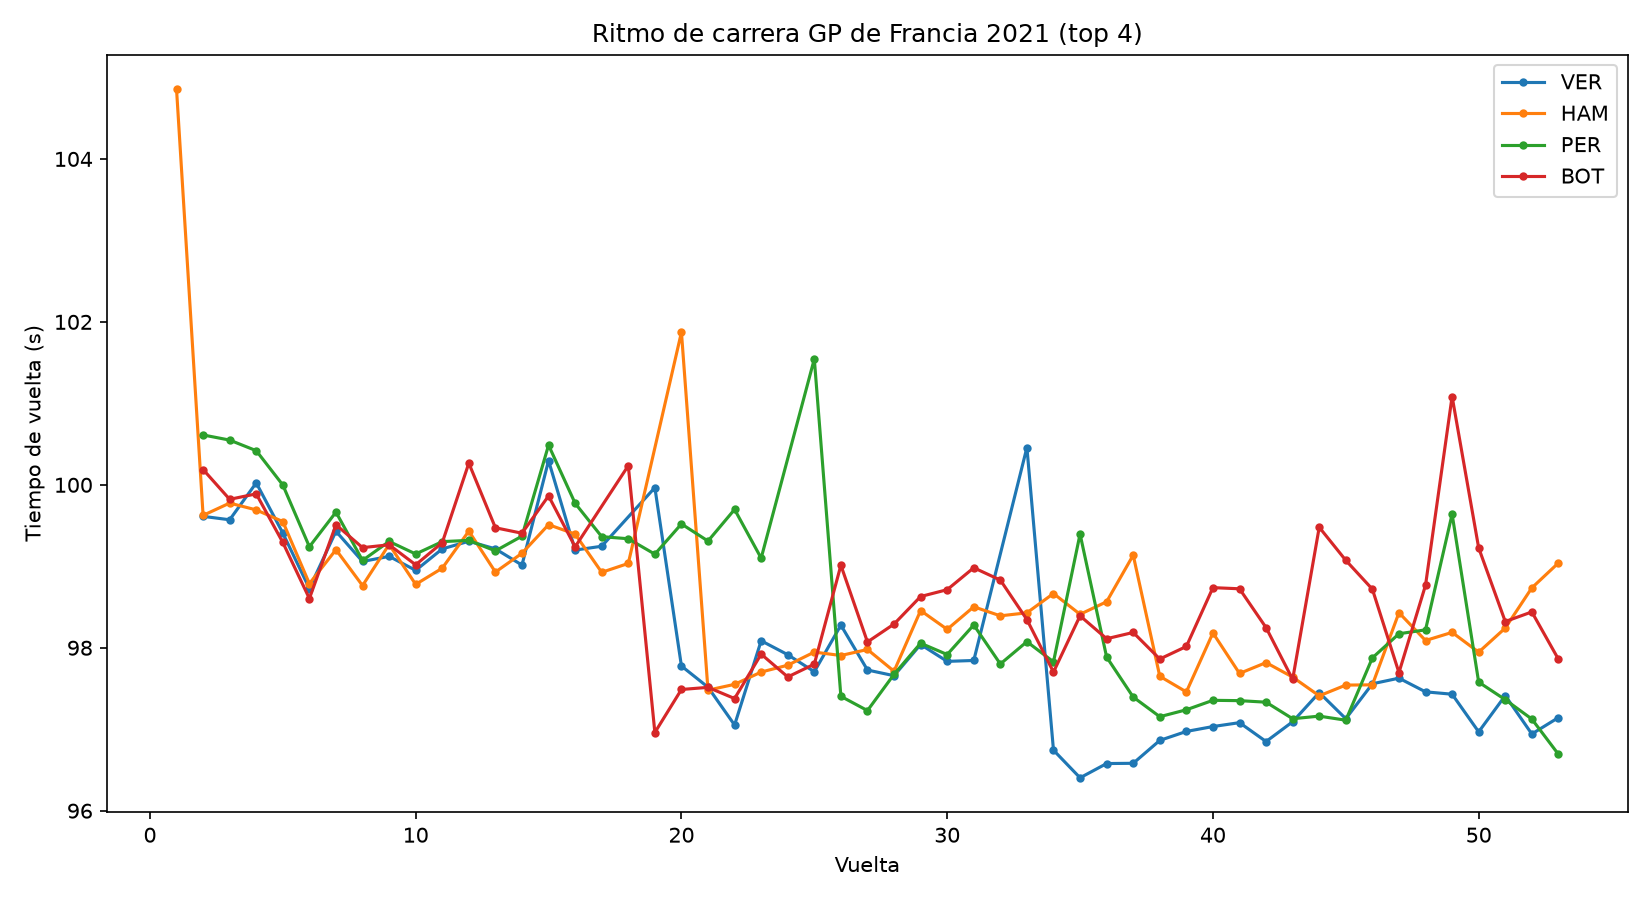 Ritmo de carrera GP de Francia 2021 (top 4)
VER
HAM
PER
BOT
Tiempo de vuelta (s)
104
102
100
98
96
0 10 20 30 40 50
Vuelta